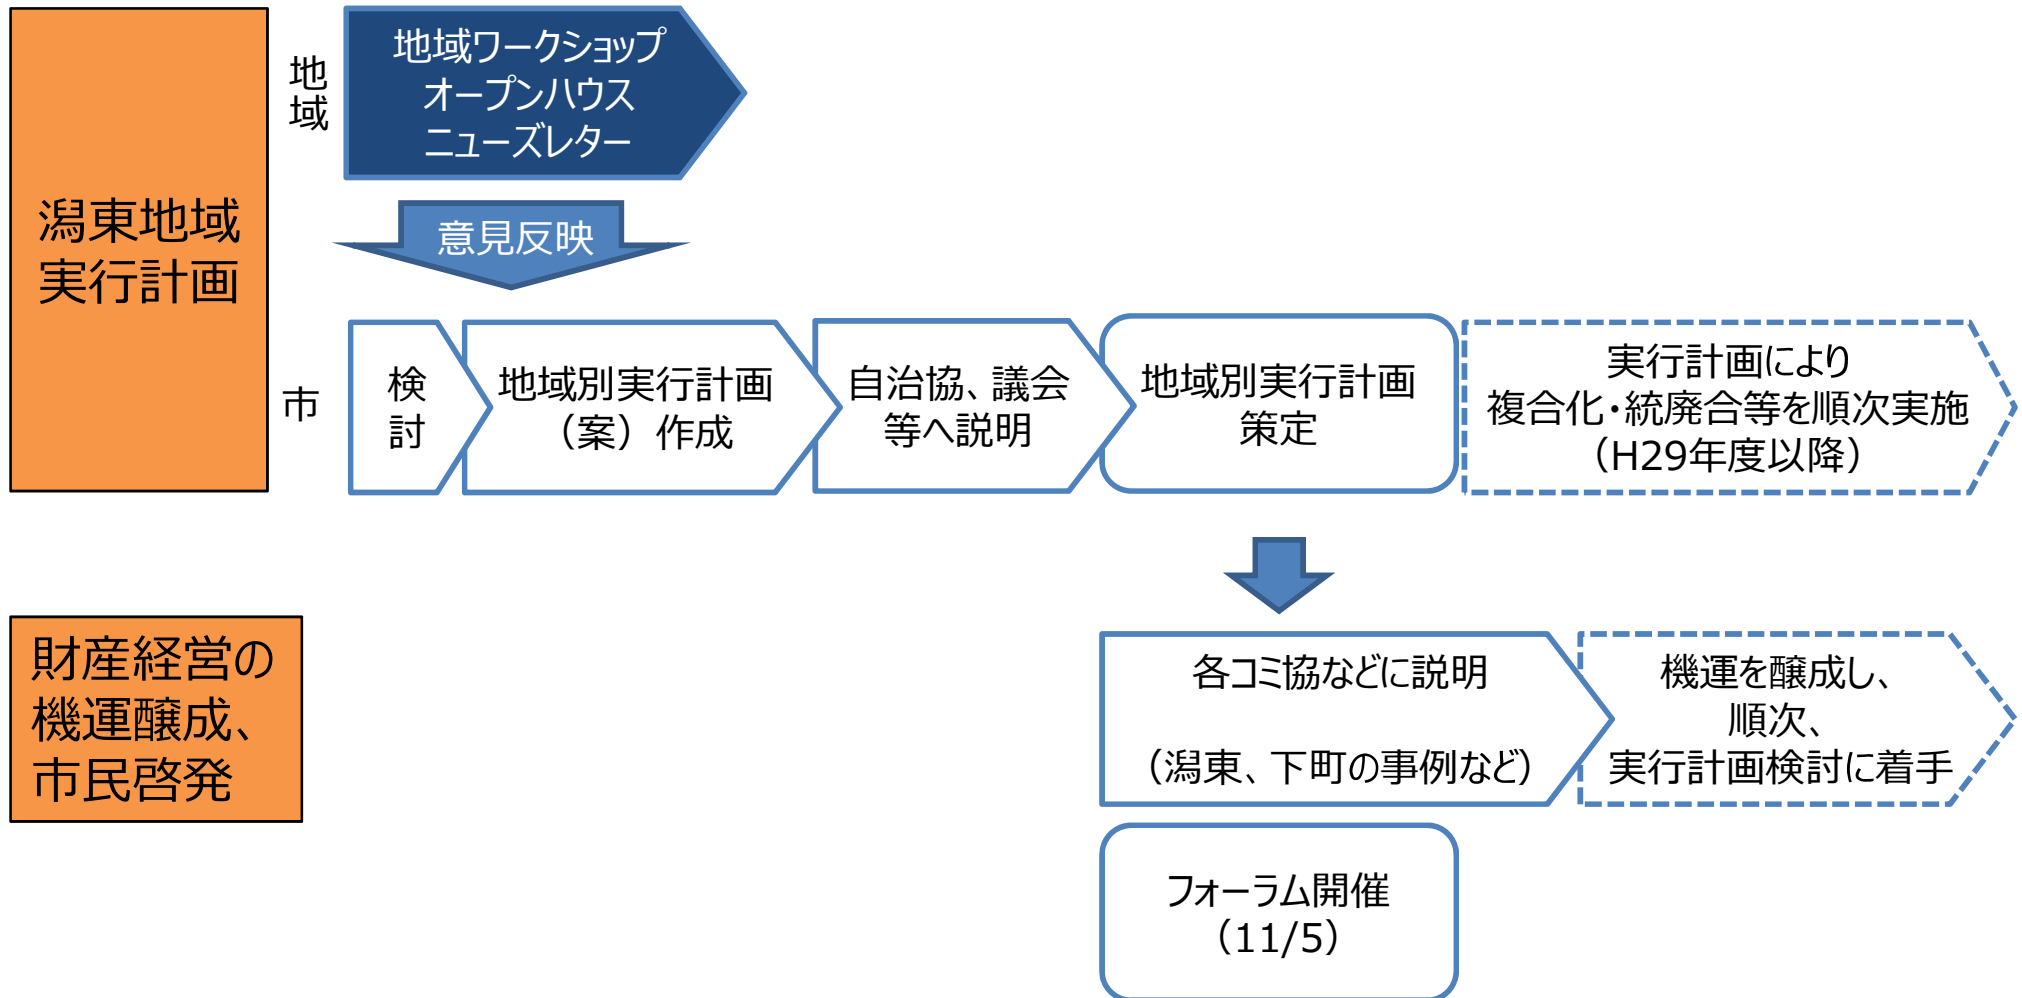 潟東地域
実行計画
地域
地域ワークショップ
オープンハウス
ニューズレター
意見反映
市
検
討
地域別実行計画
（案）作成
自治協、議会
等へ説明
地域別実行計画
策定
実行計画により
複合化・統廃合等を順次実施
（H29年度以降）
財産経営の
機運醸成、
市民啓発
各コミ協などに説明
（潟東、下町の事例など）
機運を醸成し、
順次、
実行計画検討に着手
フォーラム開催
（11/5）